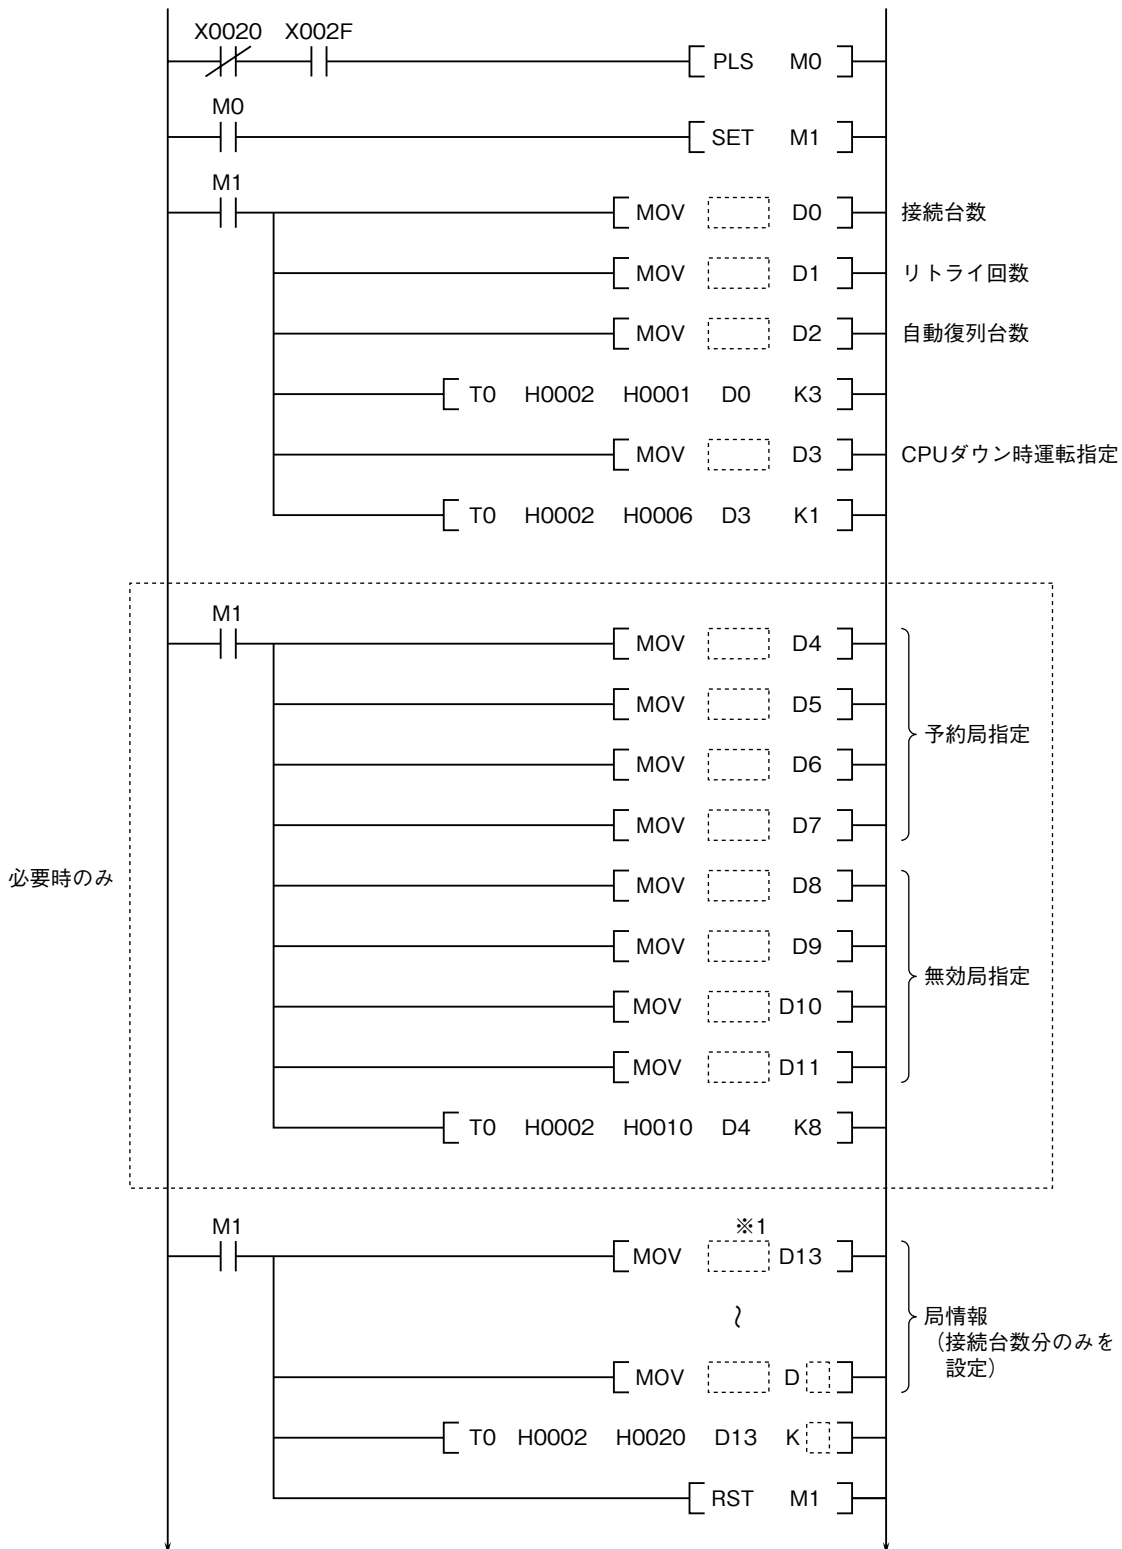 X0020 X002F
PLS M0
M0
SET M1
M1
MOV D0 接続台数
MOV D1 リトライ回数
MOV D2 自動復列台数
T0 H0002 H0001 D0 K3
MOV D3 CPUダウン時運転指定
T0 H0002 H0006 D3 K1
必要時のみ
M1
MOV D4
MOV D5
MOV D6
MOV D7
予約局指定
MOV D8
MOV D9
MOV D10
MOV D11
無効局指定
T0 H0002 H0010 D4 K8
M1
※1
MOV D13
〜
MOV D
局情報
（接続台数分のみを
設定）
T0 H0002 H0020 D13 K
RST M1